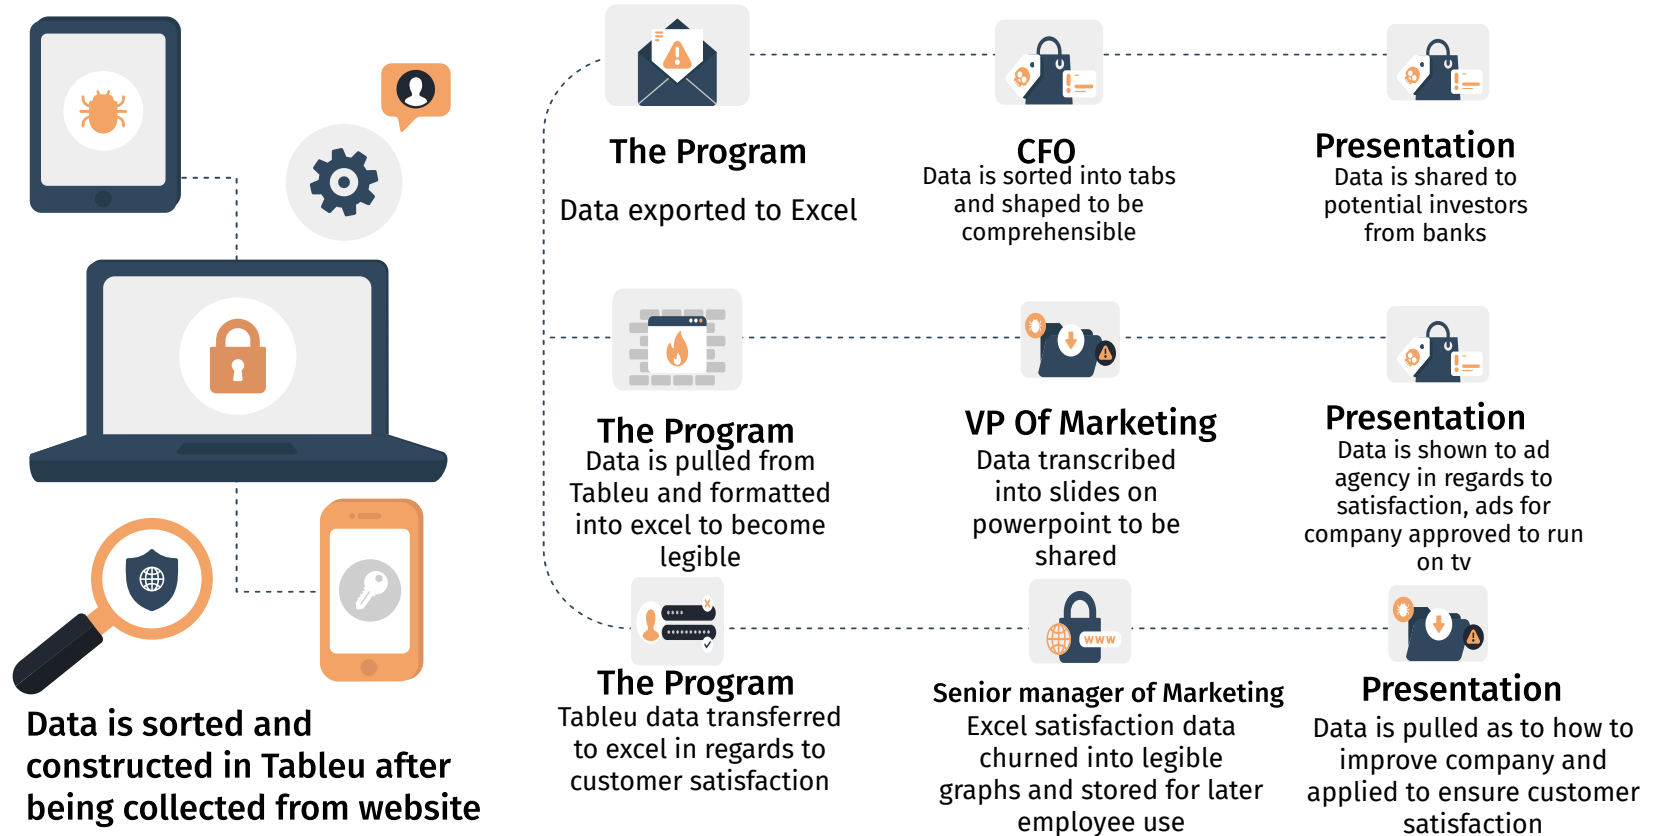 Data is sorted and
constructed in Tableu after
being collected from website
The Program
Data exported to Excel
CFO
Data is sorted into tabs
and shaped to be
comprehensible
Presentation
Data is shared to
potential investors
from banks
The Program
Data is pulled from
Tableu and formatted
into excel to become
legible
VP Of Marketing
Data transcribed
into slides on
powerpoint to be
shared
Presentation
Data is shown to ad
agency in regards to
satisfaction, ads for
company approved to run
on tv
The Program
Tableu data transferred
to excel in regards to
customer satisfaction
www
Senior manager of Marketing
Excel satisfaction data
churned into legible
graphs and stored for later
employee use
Presentation
Data is pulled as to how to
improve company and
applied to ensure customer
satisfaction